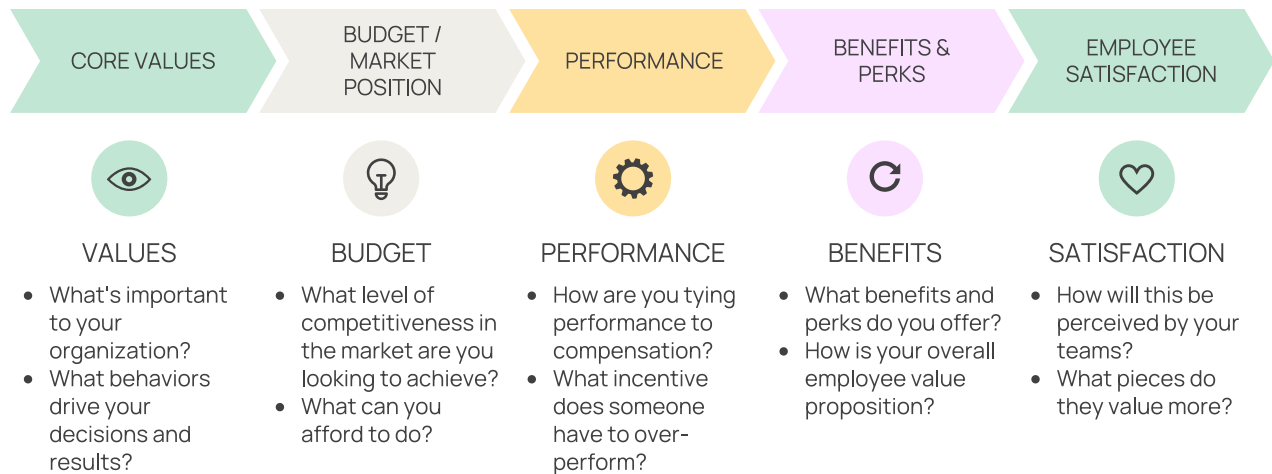 CORE VALUES
BUDGET /
MARKET
POSITION
PERFORMANCE
BENEFITS &
PERKS
EMPLOYEE
SATISFACTION
VALUES
• What's important
to your
organization?
• What behaviors
drive your
decisions and
results?
BUDGET
• What level of
competitiveness in
the market are you
looking to achieve?
• What can you
afford to do?
PERFORMANCE
• How are you tying
performance to
compensation?
• What incentive
does someone
have to over-
perform?
BENEFITS
• What benefits and
perks do you offer?
• How is your overall
employee value
proposition?
SATISFACTION
• How will this be
perceived by your
teams?
• What pieces do
they value more?